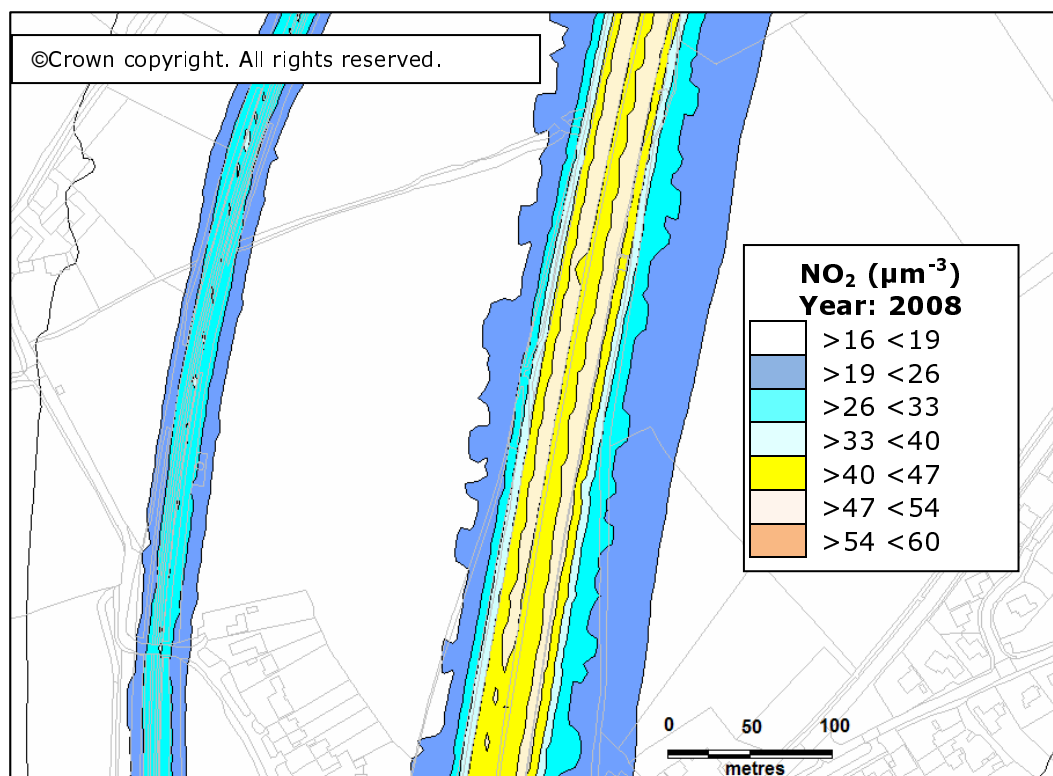 ©Crown copyright. All rights reserved.
NO₂ (µm⁻³)
Year: 2008
>16 <19
>19 <26
>26 <33
>33 <40
>40 <47
>47 <54
>54 <60
0 50 100
metres